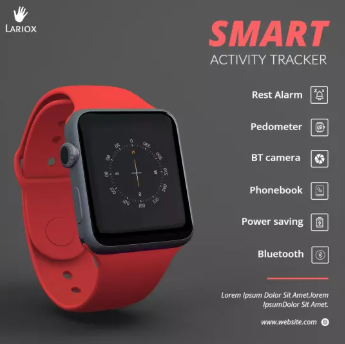 LARIOX
SMART
ACTIVITY TRACKER
Rest Alarm
Pedometer
BT camera
Phonebook
Power saving
Bluetooth
Lorem Ipsum Dolor Sit Amet.lorem
IpsumDolor Sit Amet.
www.website.com